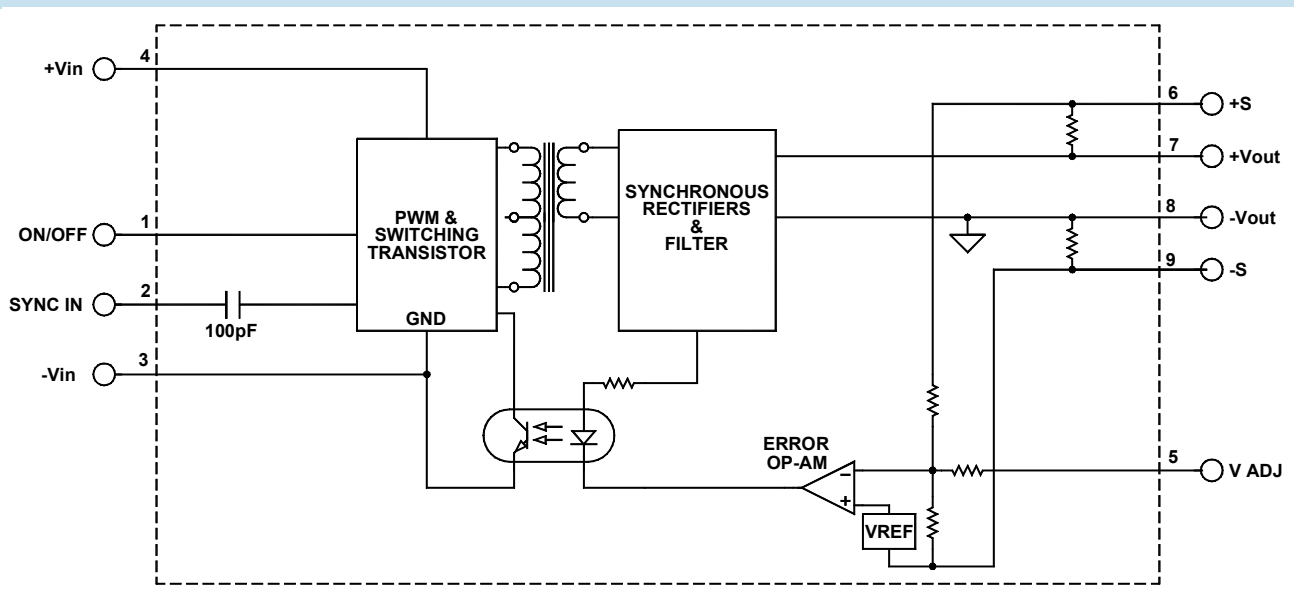 +Vin
4
ON/OFF
1
SYNC IN
2
100pF
-Vin
3
PWM &
SWITCHING
TRANSISTOR
GND
SYNCHRONOUS
RECTIFIERS
&
FILTER
6
+S
7
+Vout
8
-Vout
9
-S
ERROR
OP-AM
−
+
VREF
5
V ADJ